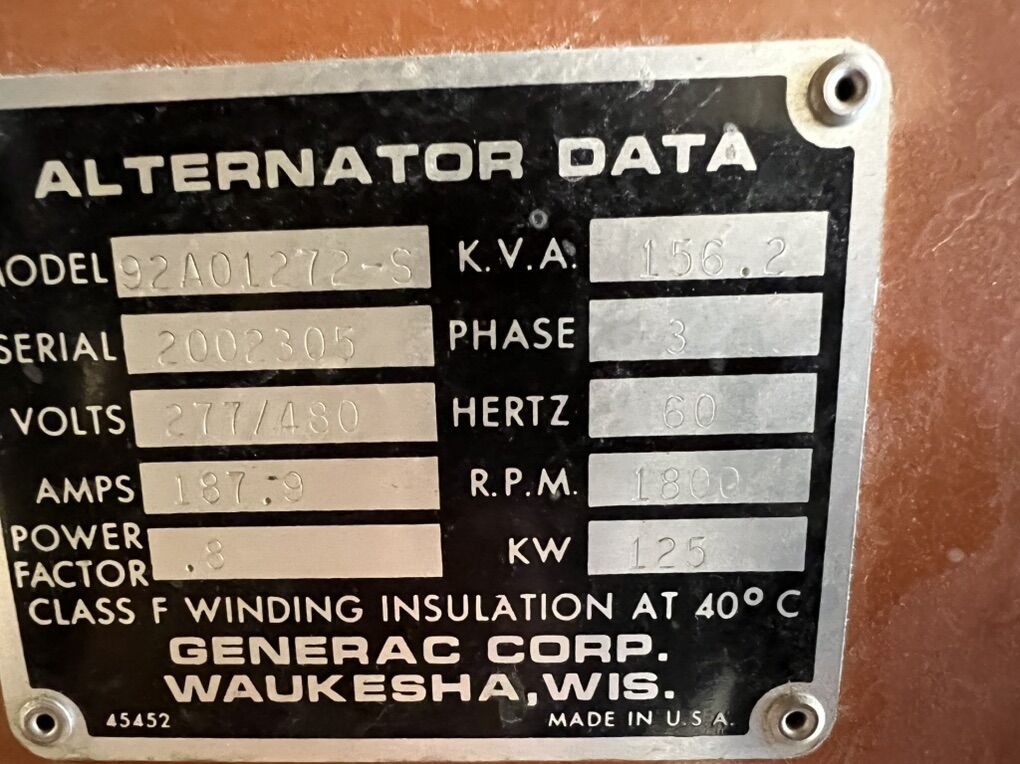 ALTERNATOR DATA
MODEL 92A01272-S K.V.A. 156.2
SERIAL 2002305 PHASE 3
VOLTS 277/480 HERTZ 60
AMPS 187.9 R.P.M. 1800
POWER FACTOR .8 KW 125
CLASS F WINDING INSULATION AT 40° C
GENERAC CORP.
WAUKESHA, WIS.
45452 MADE IN U.S.A.